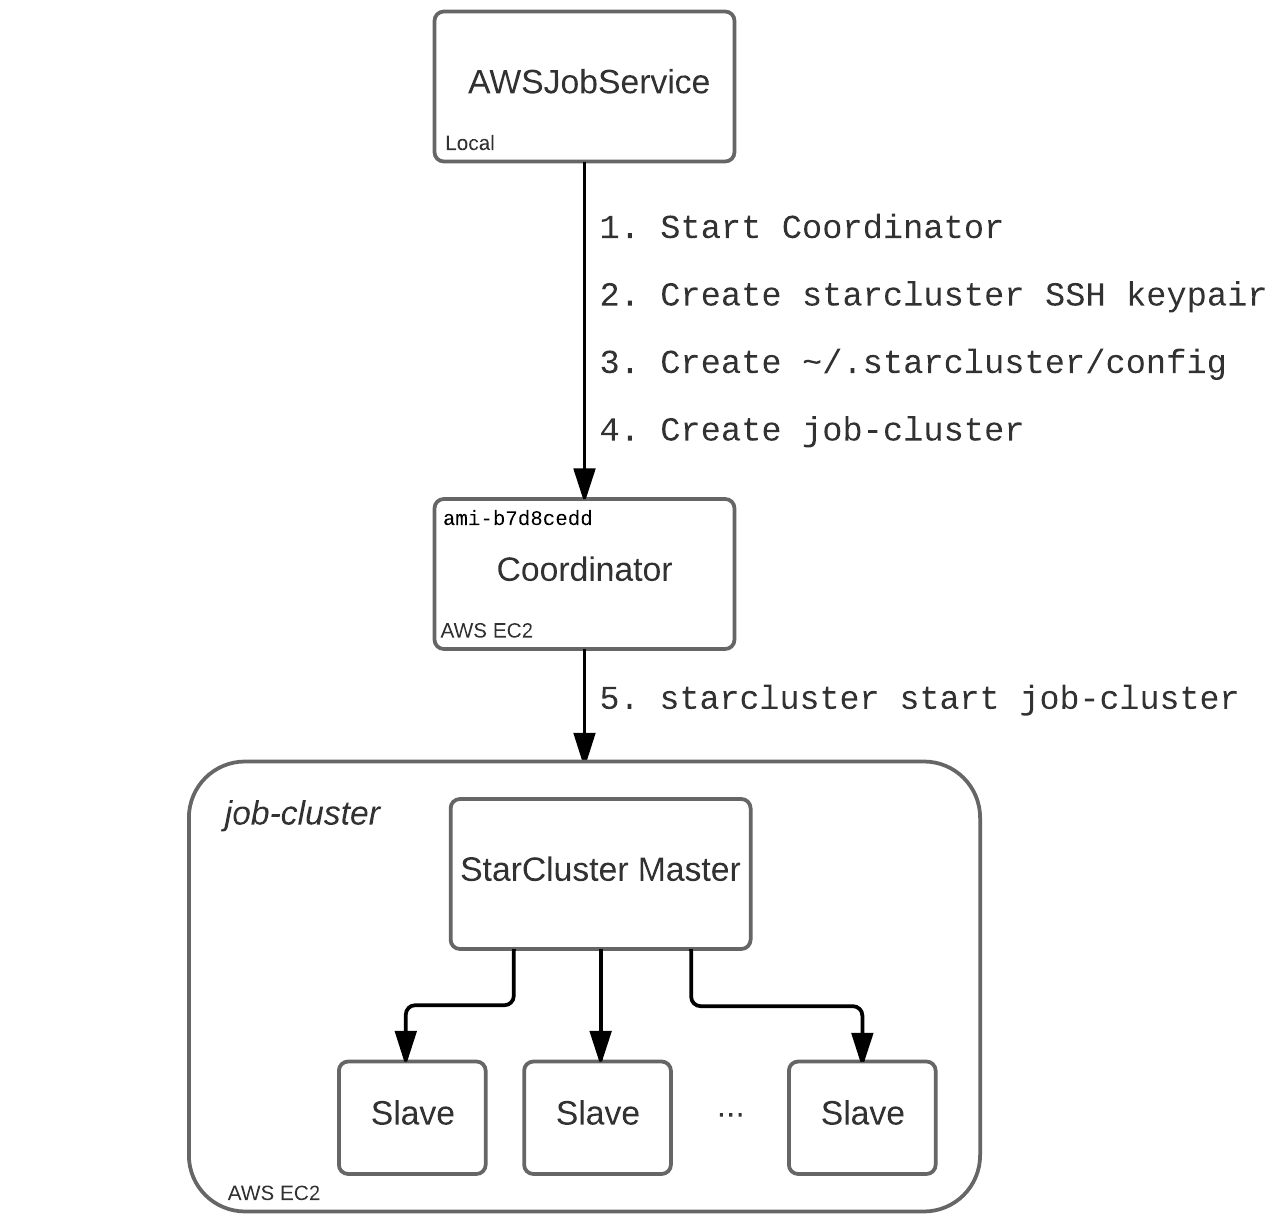 AWSJobService
Local
1. Start Coordinator
2. Create starcluster SSH keypair
3. Create ~/.starcluster/config
4. Create job-cluster
ami-b7d8cedd
Coordinator
AWS EC2
5. starcluster start job-cluster
job-cluster
StarCluster Master
Slave
Slave
...
Slave
AWS EC2